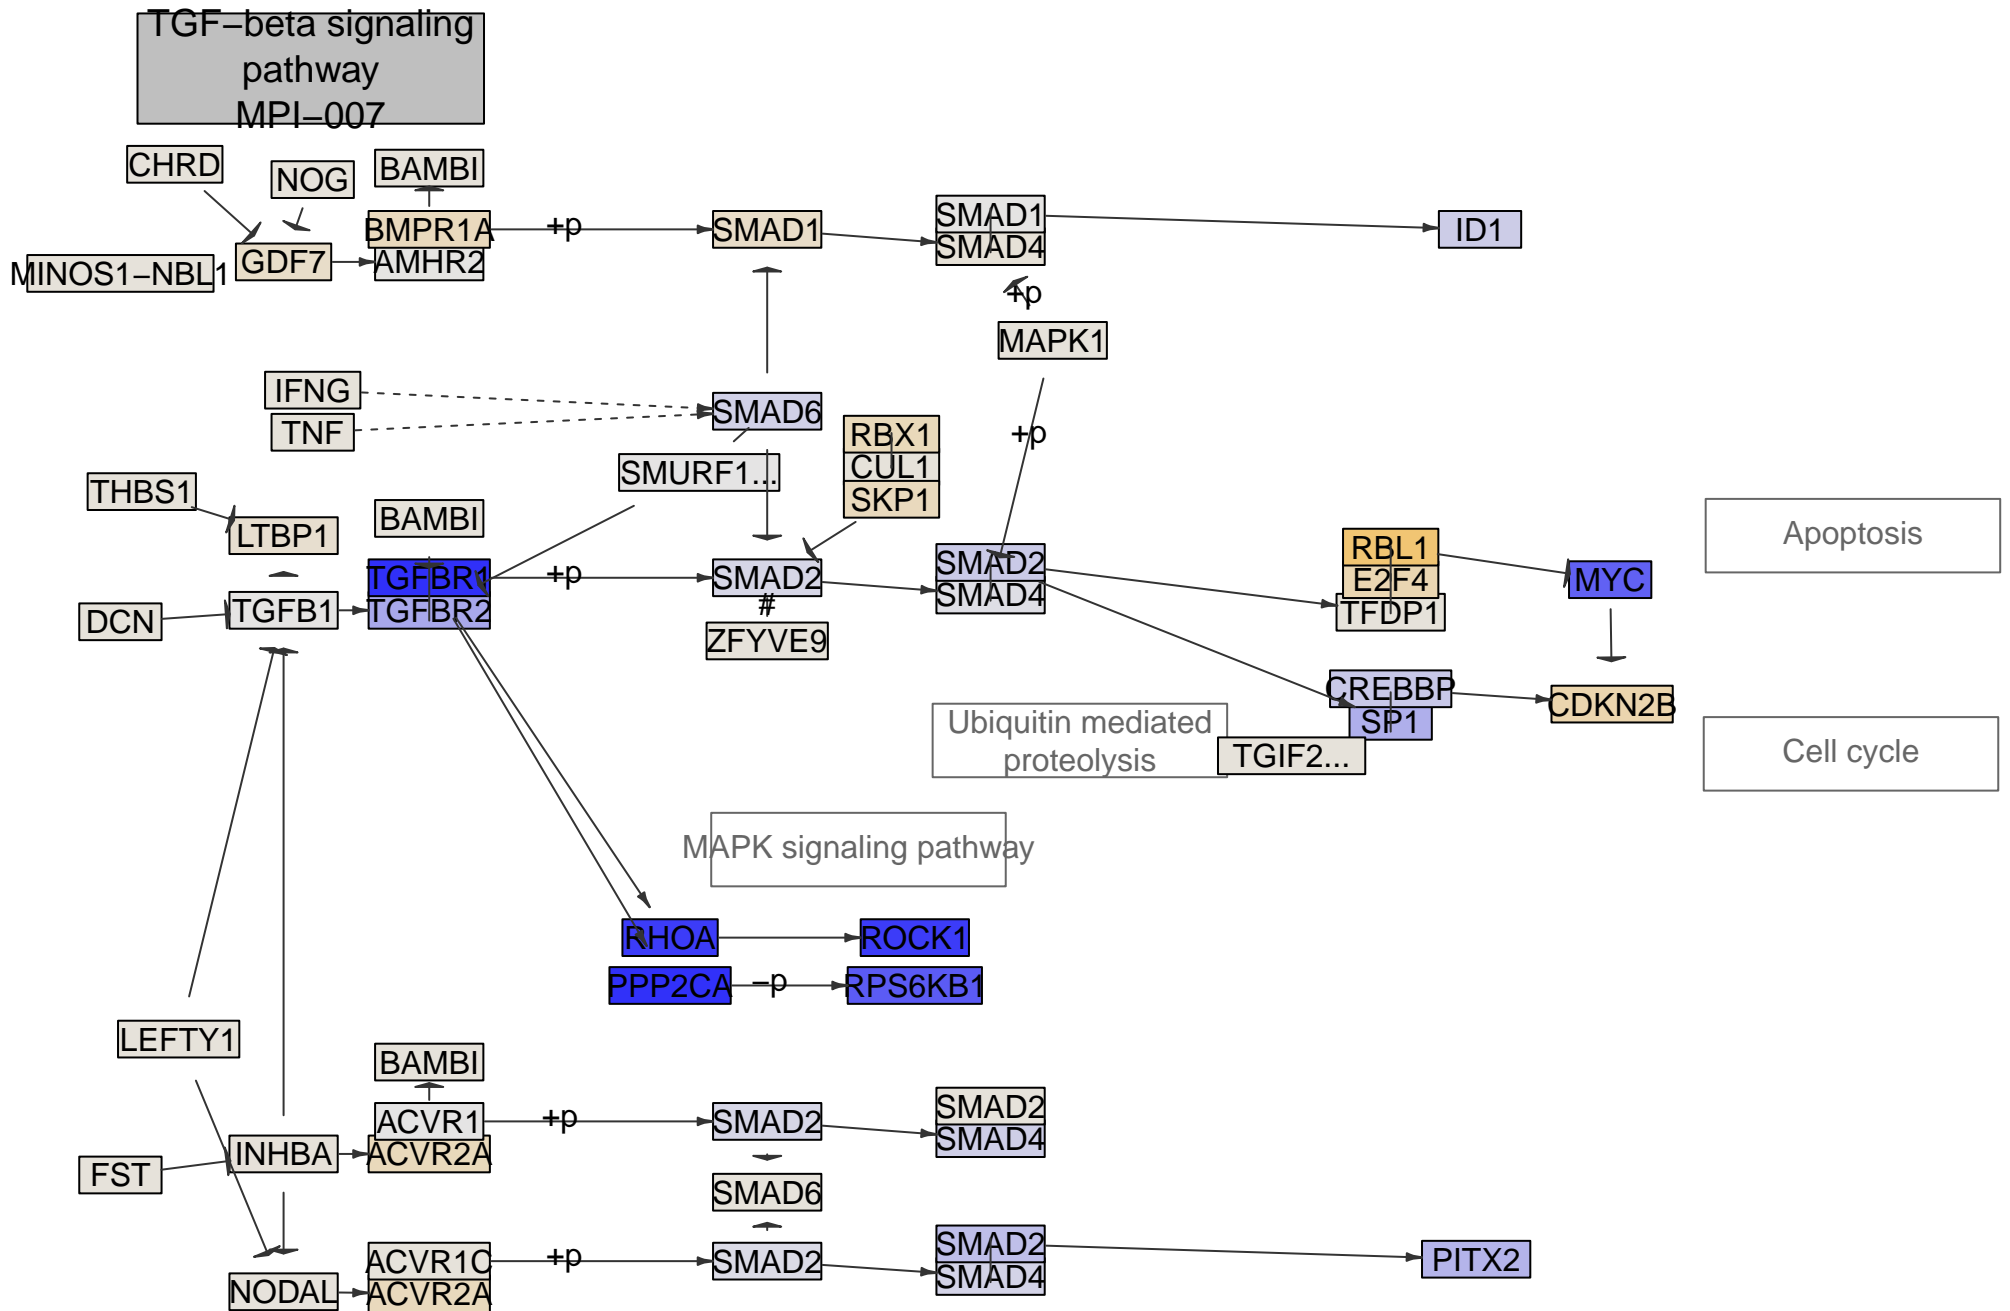 TGF−beta signaling
pathway
MPI−007
CHRD
NOG
BAMBI
BMPR1A
+p
SMAD1
SMAD1
SMAD4
ID1
MINOS1−NBL1
GDF7
AMHR2
+p
MAPK1
IFNG
TNF
SMAD6
RBX1
CUL1
SKP1
+p
SMURF1...
THBS1
LTBP1
BAMBI
TGFBR1
TGFBR2
+p
SMAD2
#
ZFYVE9
SMAD2
SMAD4
RBL1
E2F4
TFDP1
MYC
Apoptosis
DCN
TGFB1
CREBBP
SP1
TGIF2...
CDKN2B
Cell cycle
Ubiquitin mediated
proteolysis
MAPK signaling pathway
RHOA
ROCK1
PPP2CA
−p
RPS6KB1
LEFTY1
BAMBI
ACVR1
ACVR2A
+p
SMAD2
SMAD2
SMAD4
FST
INHBA
SMAD6
NODAL
ACVR1C
ACVR2A
+p
SMAD2
SMAD2
SMAD4
PITX2